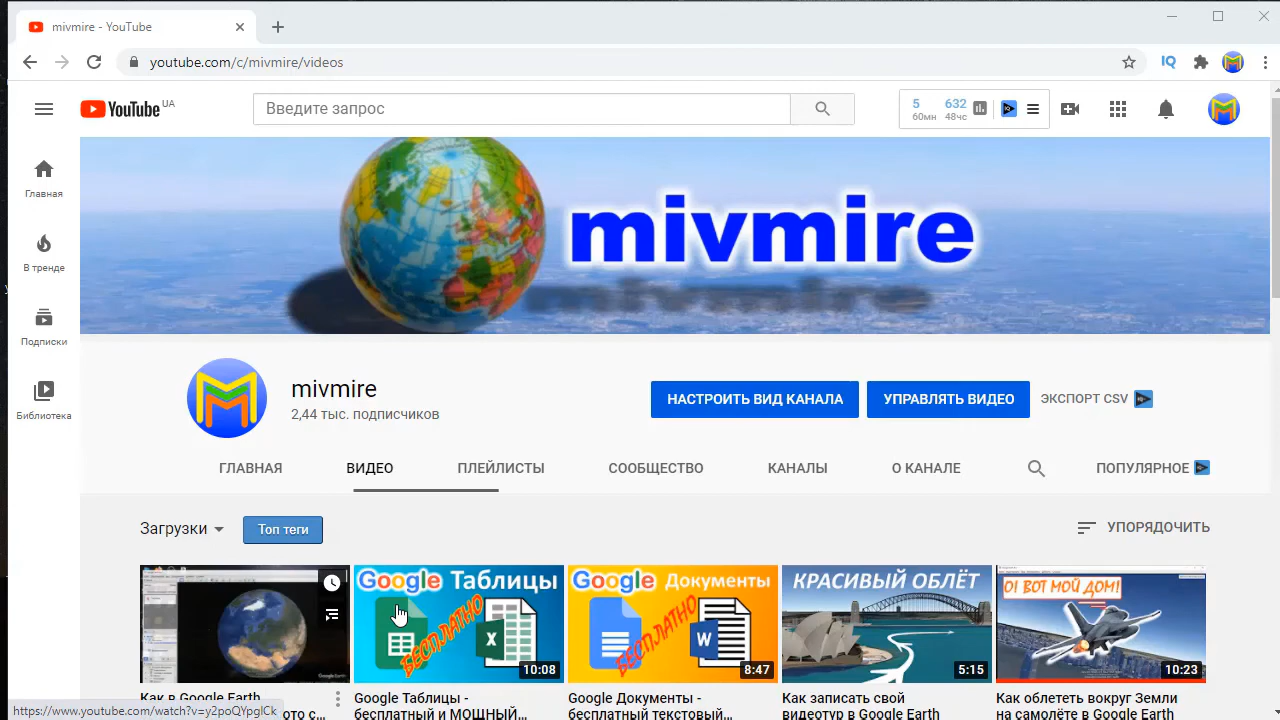 mivmire - YouTube
youtube.com/c/mivmire/videos
IQ
YouTube UA
Введите запрос
5 632
60мн 48чс
Главная
В тренде
Подписки
Библиотека
mivmire
mivmire
2,44 тыс. подписчиков
НАСТРОИТЬ ВИД КАНАЛА
УПРАВЛЯТЬ ВИДЕО
ЭКСПОРТ CSV
ГЛАВНАЯ
ВИДЕО
ПЛЕЙЛИСТЫ
СООБЩЕСТВО
КАНАЛЫ
О КАНАЛЕ
ПОПУЛЯРНОЕ
Загрузки
Топ теги
УПОРЯДОЧИТЬ
Google Таблицы
БЕСПЛАТНО
X
10:08
Google Документы
БЕСПЛАТНО
W
8:47
КРАСИВЫЙ ОБЛЁТ
5:15
О! ВОТ МОЙ ДОМ!
10:23
Как в Google Earth
Google Таблицы -
бесплатный и МОЩНЫЙ...
Google Документы -
бесплатный текстовый
Как записать свой
видеотур в Google Earth
Как облететь вокруг Земли
на самолёте в Google Earth
https://www.youtube.com/watch?v=y2poQYpglCk